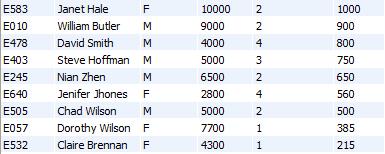 E583 Janet Hale F 10000 2 1000
E010 William Butler M 9000 2 900
E478 David Smith M 4000 4 800
E403 Steve Hoffman M 5000 3 750
E245 Nian Zhen M 6500 2 650
E640 Jenifer Jhones F 2800 4 560
E505 Chad Wilson M 5000 2 500
E057 Dorothy Wilson F 7700 1 385
E532 Claire Brennan F 4300 1 215